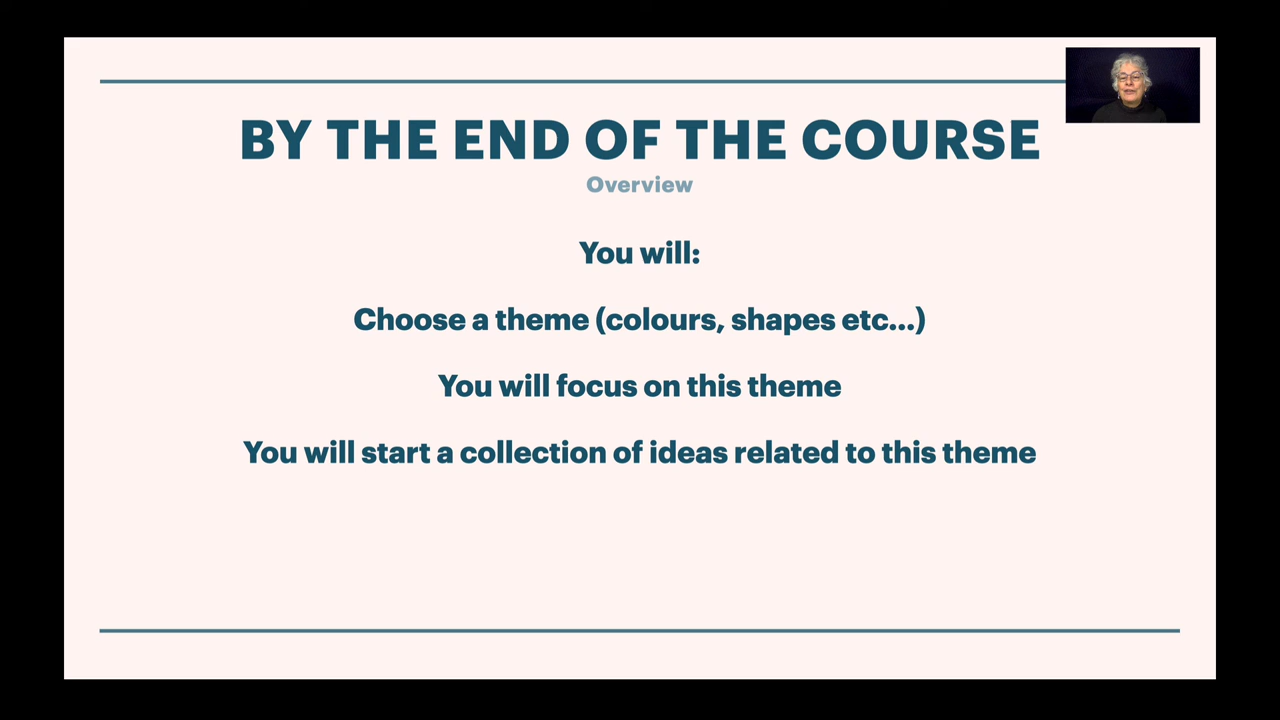 BY THE END OF THE COURSE
Overview
You will:
Choose a theme (colours, shapes etc...)
You will focus on this theme
You will start a collection of ideas related to this theme